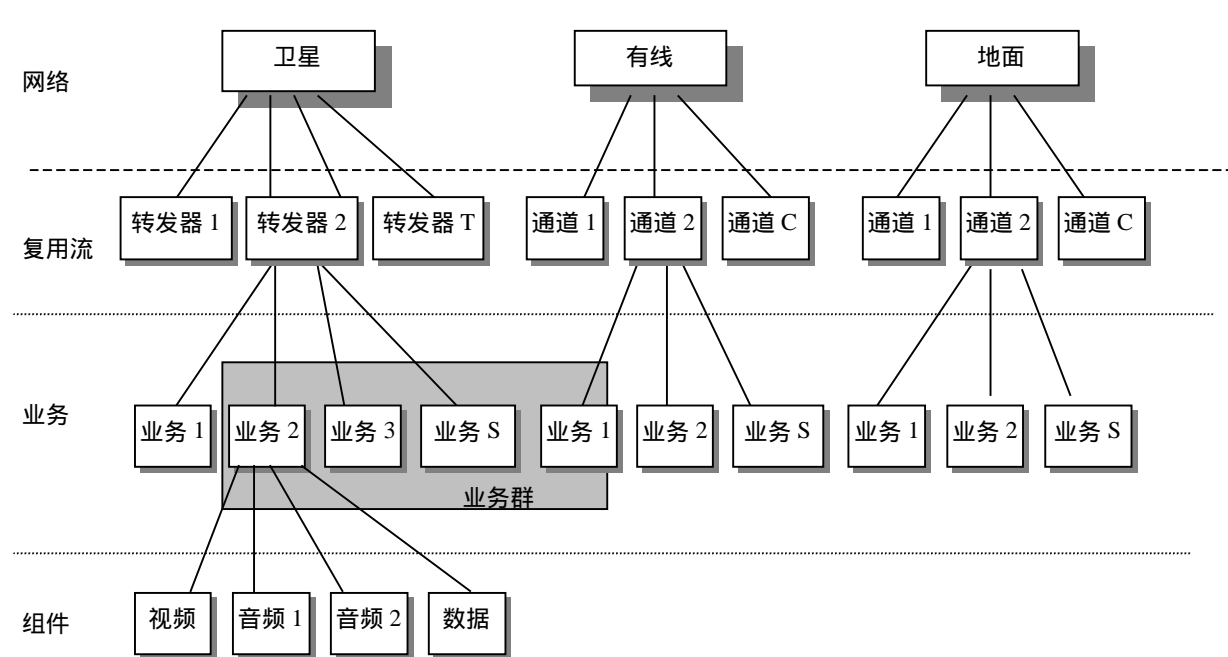 卫星
有线
地面
网络
转发器 1
转发器 2
转发器 T
通道 1
通道 2
通道 C
通道 1
通道 2
通道 C
复用流
业务
业务 1
业务 2
业务 3
业务 S
业务 1
业务 2
业务 S
业务 1
业务 2
业务 S
业务群
组件
视频
音频 1
音频 2
数据